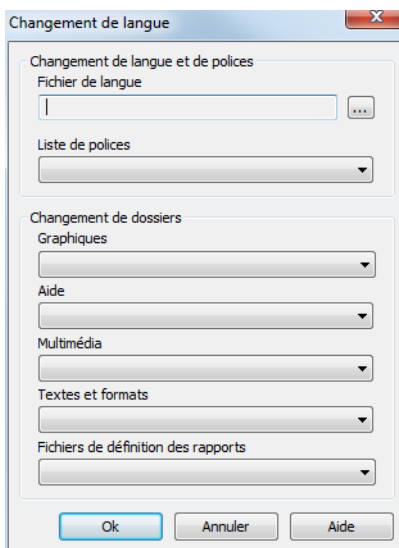 Changement de langue
Changement de langue et de polices
Fichier de langue
...
Liste de polices
Changement de dossiers
Graphiques
Aide
Multimédia
Textes et formats
Fichiers de définition des rapports
Ok Annuler Aide